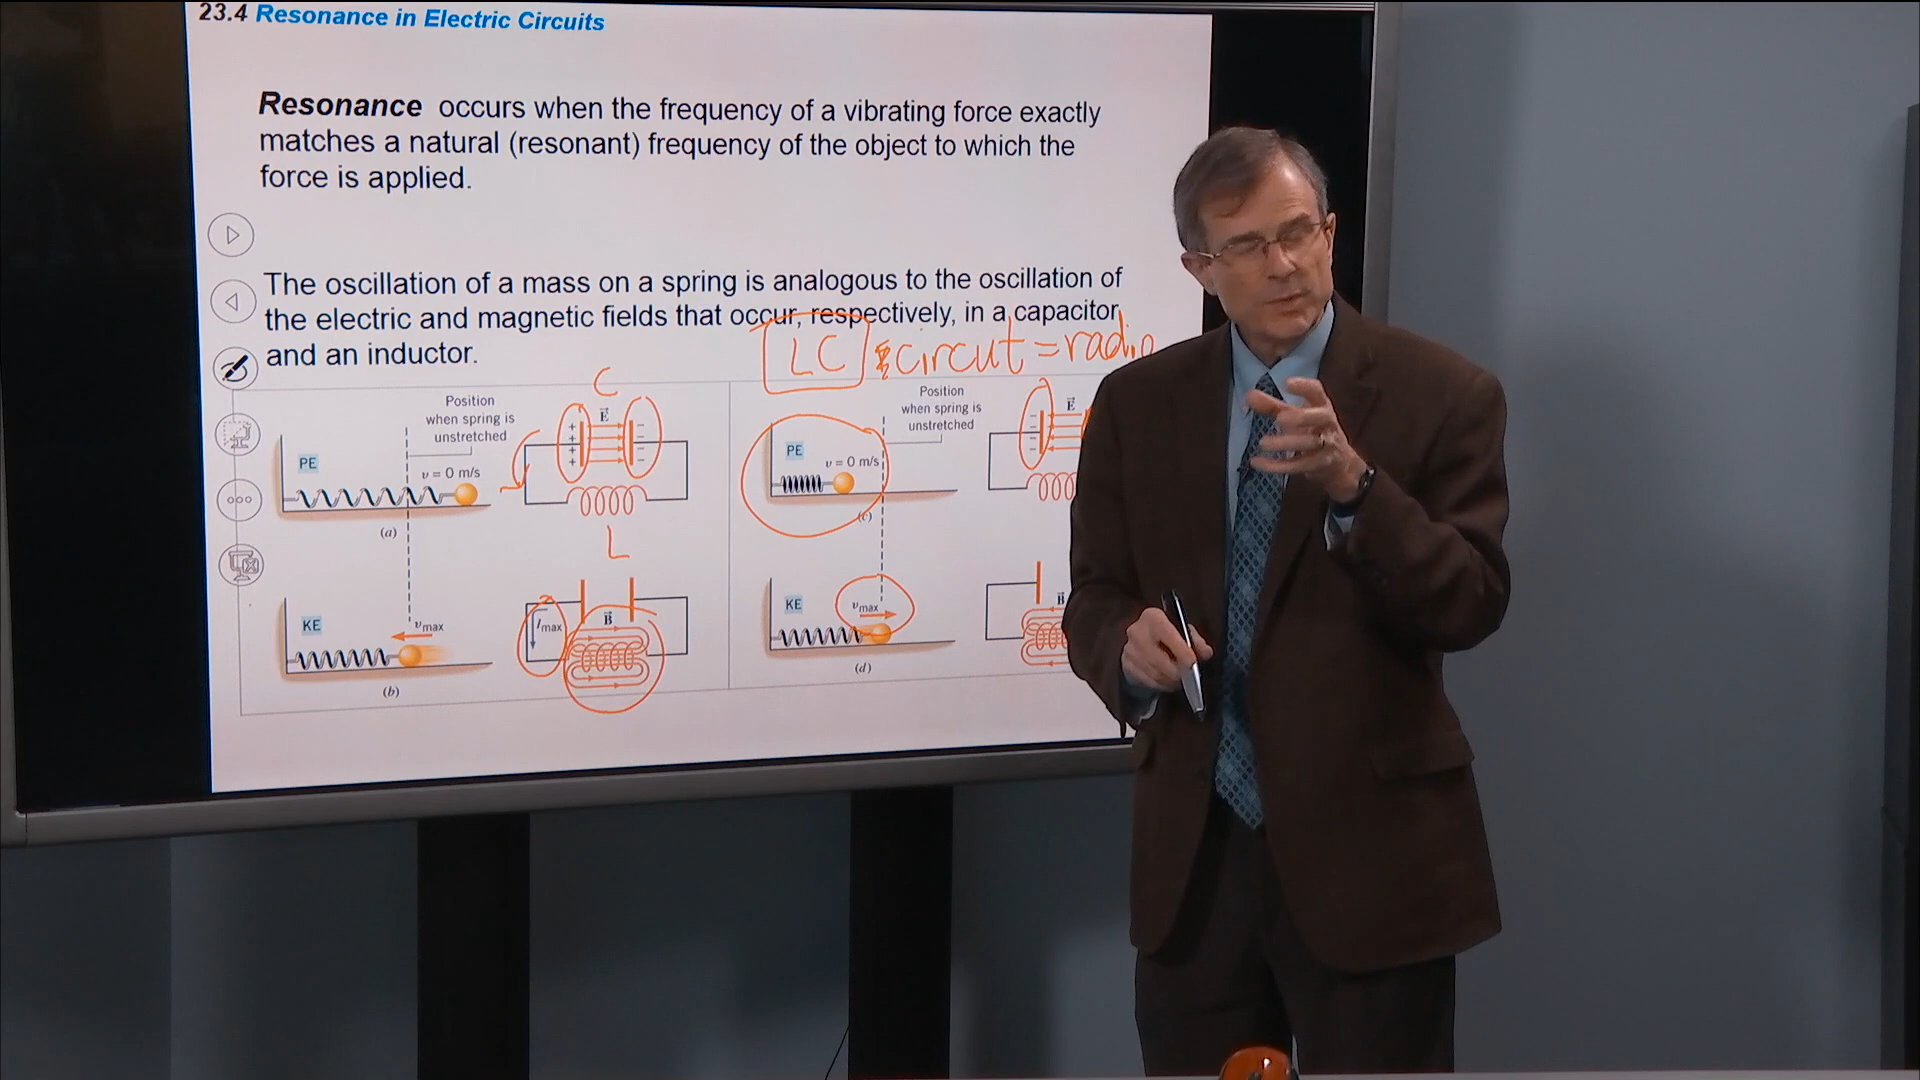 23.4 Resonance in Electric Circuits
Resonance occurs when the frequency of a vibrating force exactly
matches a natural (resonant) frequency of the object to which the
force is applied.
The oscillation of a mass on a spring is analogous to the oscillation of
the electric and magnetic fields that occur, respectively, in a capacitor
and an inductor.
LC circut = radio
C
Position
when spring is
unstretched
PE
v = 0 m/s
(a)
E
+
+
+
+
L
Position
when spring is
unstretched
PE
v = 0 m/s
(c)
E
KE
vmax
(b)
Imax
B
KE
vmax
(d)
B